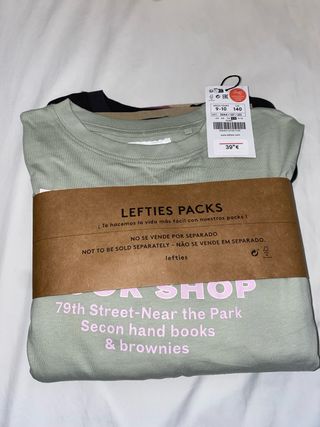 9-10
140
39
€
LEFTIES PACKS
¡ Te hacemos la vida más fácil con nuestros packs !
NO SE VENDE POR SEPARADO
NOT TO BE SOLD SEPARATELY - NÃO SE VENDE EM SEPARADO
lefties
SHOP
79th Street-Near the Park
Secon hand books
& brownies